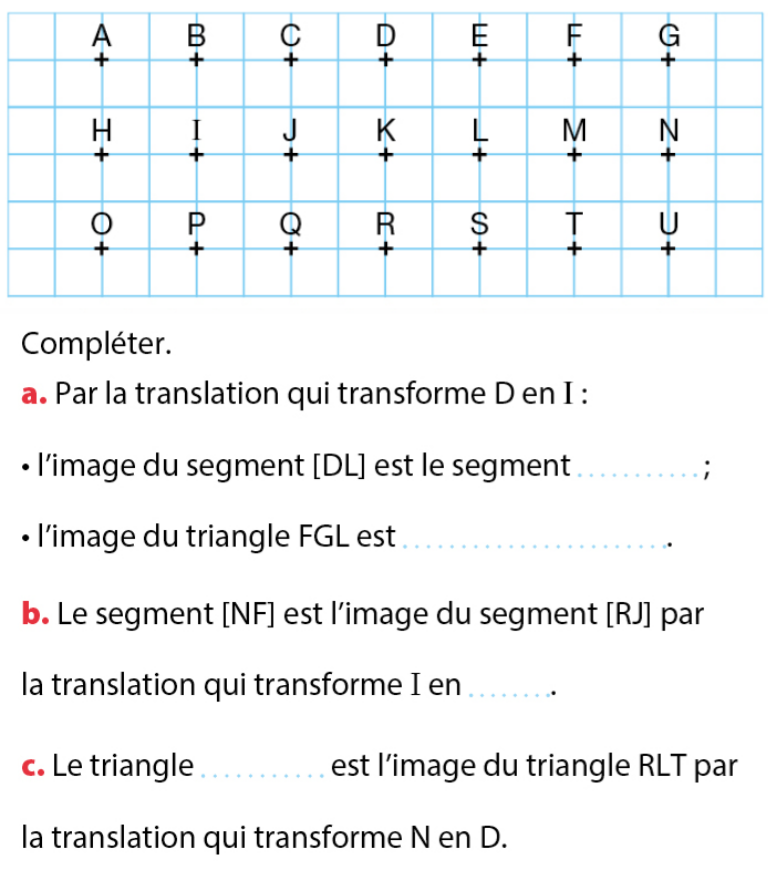 A B C D E F G
H I J K L M N
O P Q R S T U
Compléter.
a. Par la translation qui transforme D en I :
• l'image du segment [DL] est le segment ........... ;
• l'image du triangle FGL est ........................
b. Le segment [NF] est l'image du segment [RJ] par
la translation qui transforme I en .........
c. Le triangle ........... est l'image du triangle RLT par
la translation qui transforme N en D.